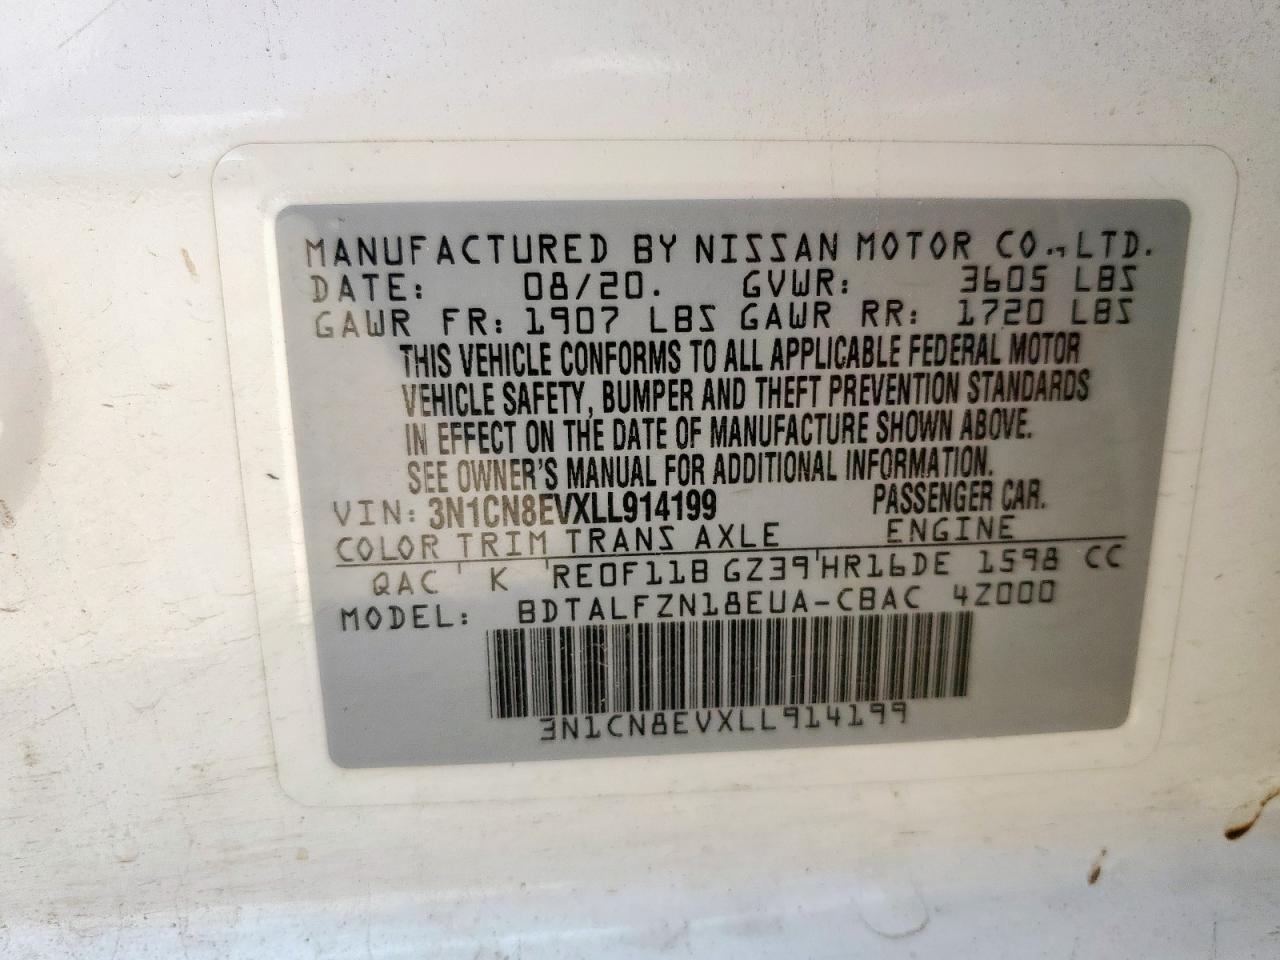 MANUFACTURED BY NISSAN MOTOR CO., LTD.
DATE: 08/20. GVWR: 3605 LBS
GAWR FR: 1907 LBS GAWR RR: 1720 LBS
THIS VEHICLE CONFORMS TO ALL APPLICABLE FEDERAL MOTOR
VEHICLE SAFETY, BUMPER AND THEFT PREVENTION STANDARDS
IN EFFECT ON THE DATE OF MANUFACTURE SHOWN ABOVE.
SEE OWNER'S MANUAL FOR ADDITIONAL INFORMATION.
VIN: 3N1CN8EVXLL914199 PASSENGER CAR.
COLOR TRIM TRANS AXLE ENGINE
QAC ' K 'RE0F11B GZ39'HR16DE 1598 CC
MODEL: BDTALFZN18EUA-CBAC 4Z000
3N1CN8EVXLL914199